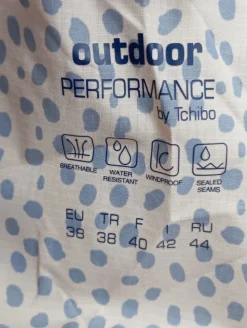 outdoor
PERFORMANCE
by Tchibo
BREATHABLE WATER RESISTANT WINDPROOF SEALED SEAMS
EU TR F I RU
38 38 40 42 44